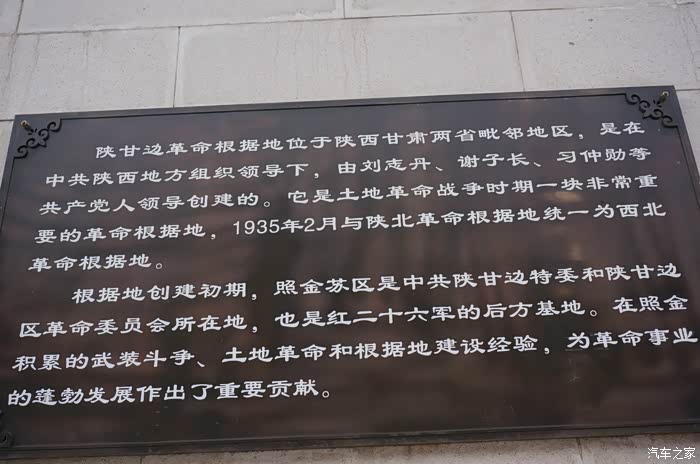 陕甘边革命根据地位于陕西甘肃两省毗邻地区，是在
中共陕西地方组织领导下，由刘志丹、谢子长、习仲勋等
共产党人领导创建的。它是土地革命战争时期一块非常重
要的革命根据地，1935年2月与陕北革命根据地统一为西北
革命根据地。
根据地创建初期，照金苏区是中共陕甘边特委和陕甘边
区革命委员会所在地，也是红二十六军的后方基地。在照金
积累的武装斗争、土地革命和根据地建设经验，为革命事业
的蓬勃发展作出了重要贡献。
汽车之家